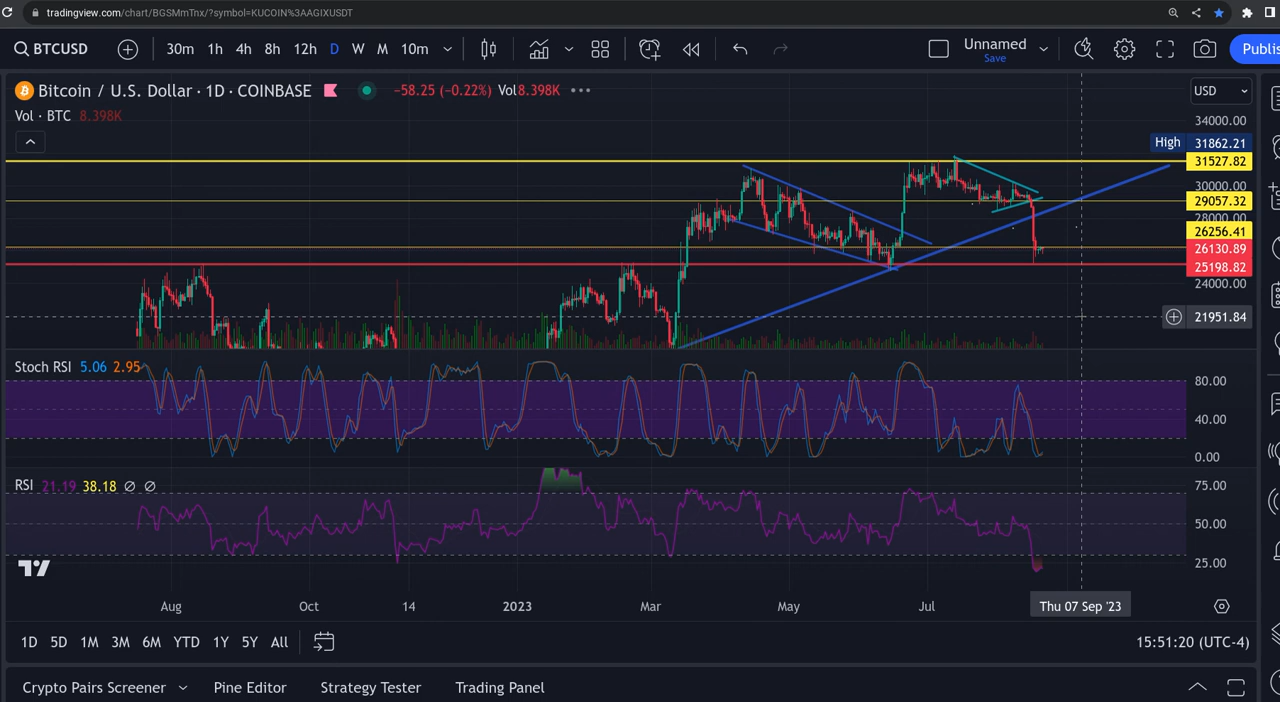 tradingview.com/chart/BGSMmTnx/?symbol=KUCOIN%3AAGIXUSDT
BTCUSD 30m 1h 4h 8h 12h D W M 10m Unnamed Save Publis
Bitcoin / U.S. Dollar · 1D · COINBASE −58.25 (−0.22%) Vol8.398K ••• USD
Vol · BTC 8.398K
34000.00
High 31862.21
31527.82
30000.00
29057.32
28000.00
26256.41
26130.89
25198.82
24000.00
21951.84
Stoch RSI 5.06 2.95
80.00
40.00
0.00
RSI 21.19 38.18 ∅ ∅
75.00
50.00
25.00
Aug Oct 14 2023 Mar May Jul Thu 07 Sep '23
1D 5D 1M 3M 6M YTD 1Y 5Y All 15:51:20 (UTC-4)
Crypto Pairs Screener Pine Editor Strategy Tester Trading Panel